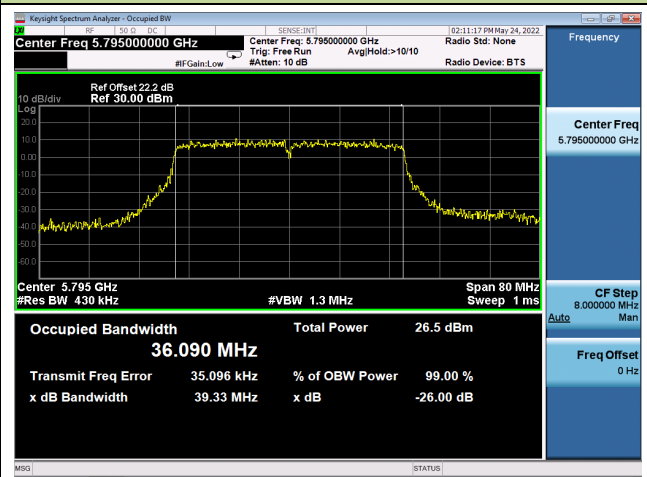 Keysight Spectrum Analyzer - Occupied BW
LXI RF 50 Ω DC SENSE:INT 02:11:17 PM May 24, 2022
Center Freq 5.795000000 GHz
Center Freq: 5.795000000 GHz Radio Std: None
Trig: Free Run Avg|Hold:>10/10
#IFGain:Low #Atten: 10 dB Radio Device: BTS
Ref Offset 22.2 dB
10 dB/div Ref 30.00 dBm
Log
20.0
10.0
0.00
-10.0
-20.0
-30.0
-40.0
-50.0
-60.0
Center 5.795 GHz Span 80 MHz
#Res BW 430 kHz #VBW 1.3 MHz Sweep 1 ms
Occupied Bandwidth Total Power 26.5 dBm
36.090 MHz
Transmit Freq Error 35.096 kHz % of OBW Power 99.00 %
x dB Bandwidth 39.33 MHz x dB -26.00 dB
MSG STATUS
Frequency
Center Freq
5.795000000 GHz
CF Step
8.000000 MHz
Auto Man
Freq Offset
0 Hz